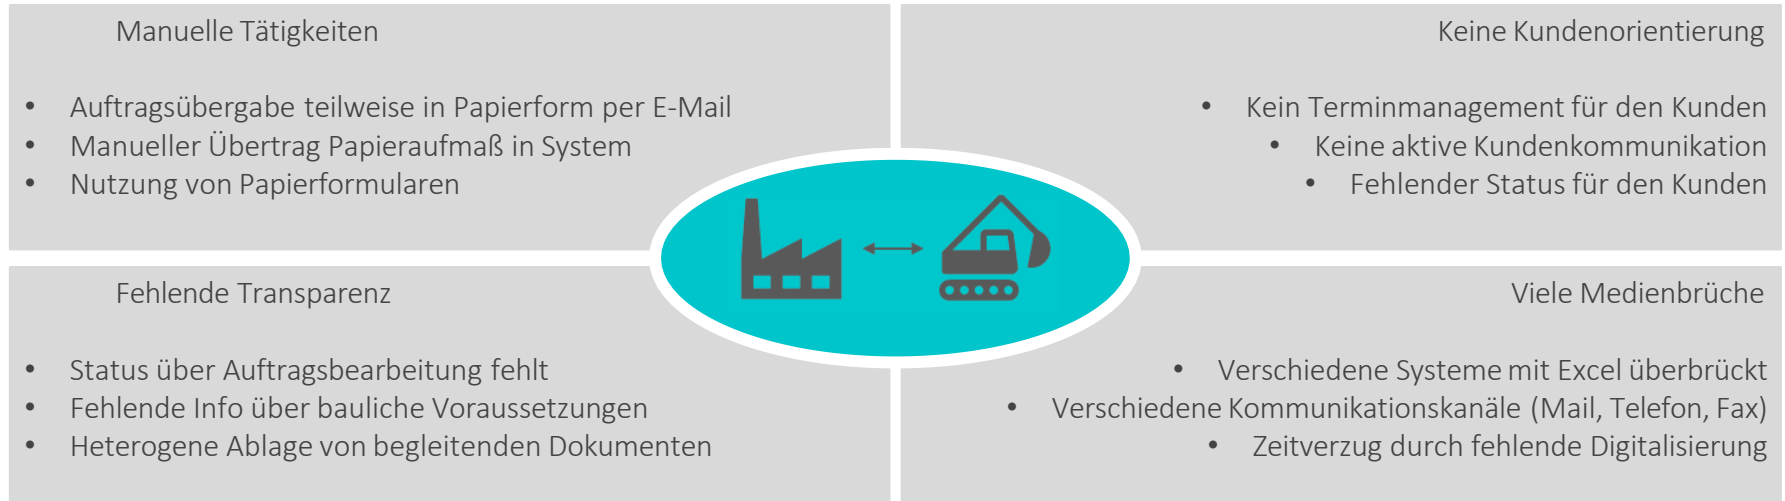 Manuelle Tätigkeiten
• Auftragsübergabe teilweise in Papierform per E-Mail
• Manueller Übertrag Papieraufmaß in System
• Nutzung von Papierformularen
Keine Kundenorientierung
• Kein Terminmanagement für den Kunden
• Keine aktive Kundenkommunikation
• Fehlender Status für den Kunden
Fehlende Transparenz
• Status über Auftragsbearbeitung fehlt
• Fehlende Info über bauliche Voraussetzungen
• Heterogene Ablage von begleitenden Dokumenten
Viele Medienbrüche
• Verschiedene Systeme mit Excel überbrückt
• Verschiedene Kommunikationskanäle (Mail, Telefon, Fax)
• Zeitverzug durch fehlende Digitalisierung